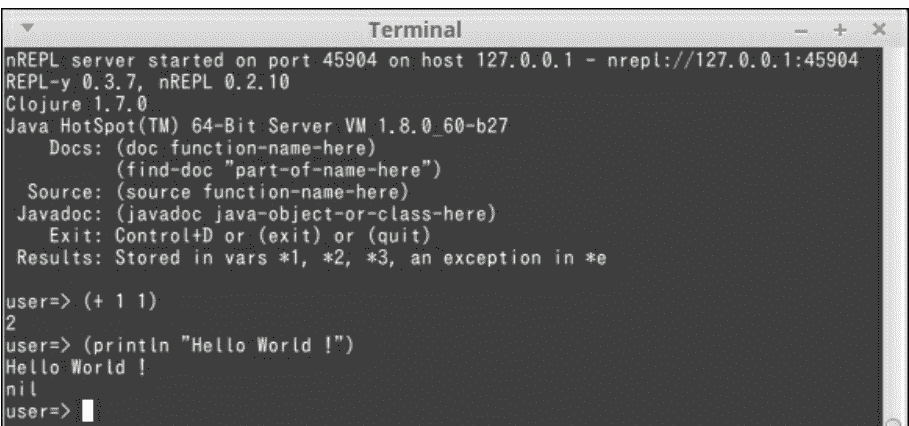 Terminal
nREPL server started on port 45904 on host 127.0.0.1 - nrepl://127.0.0.1:45904
REPL-y 0.3.7, nREPL 0.2.10
Clojure 1.7.0
Java HotSpot(TM) 64-Bit Server VM 1.8.0_60-b27
    Docs: (doc function-name-here)
          (find-doc "part-of-name-here")
  Source: (source function-name-here)
 Javadoc: (javadoc java-object-or-class-here)
    Exit: Control+D or (exit) or (quit)
 Results: Stored in vars *1, *2, *3, an exception in *e
user=> (+ 1 1)
2
user=> (println "Hello World !")
Hello World !
nil
user=>